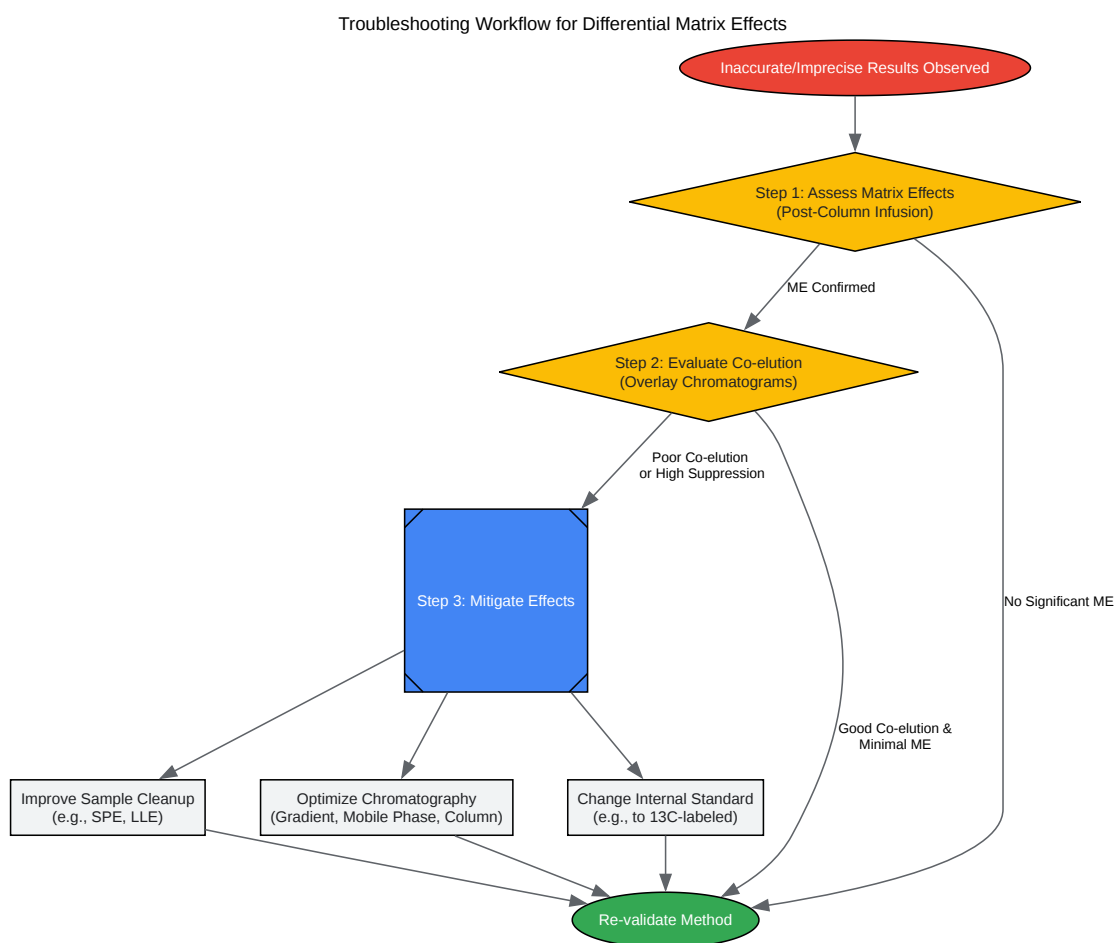 Troubleshooting Workflow for Differential Matrix Effects
Inaccurate/Imprecise Results Observed
Step 1: Assess Matrix Effects
(Post-Column Infusion)
ME Confirmed
Step 2: Evaluate Co-elution
(Overlay Chromatograms)
Poor Co-elution
or High Suppression
Step 3: Mitigate Effects
No Significant ME
Good Co-elution &
Minimal ME
Improve Sample Cleanup
(e.g., SPE, LLE)
Optimize Chromatography
(Gradient, Mobile Phase, Column)
Change Internal Standard
(e.g., to 13C-labeled)
Re-validate Method